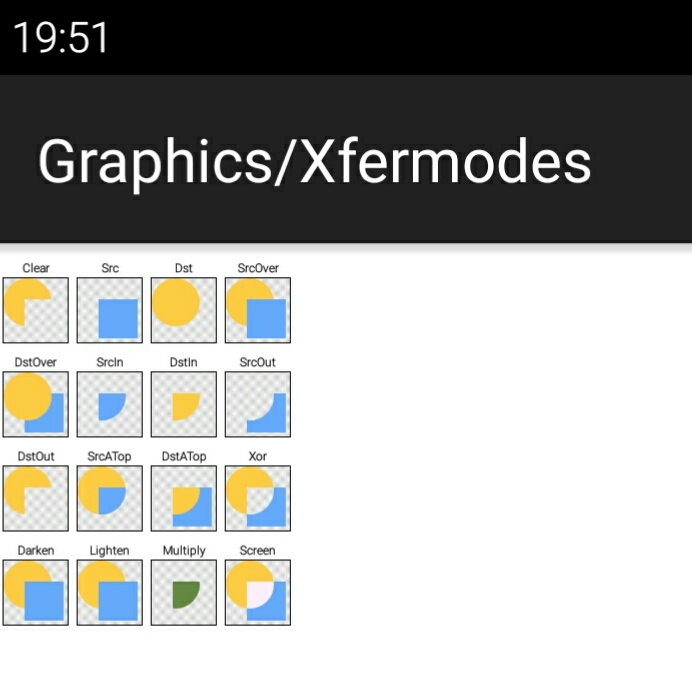 19:51
Graphics/Xfermodes
Clear Src Dst SrcOver
DstOver SrcIn DstIn SrcOut
DstOut SrcATop DstATop Xor
Darken Lighten Multiply Screen